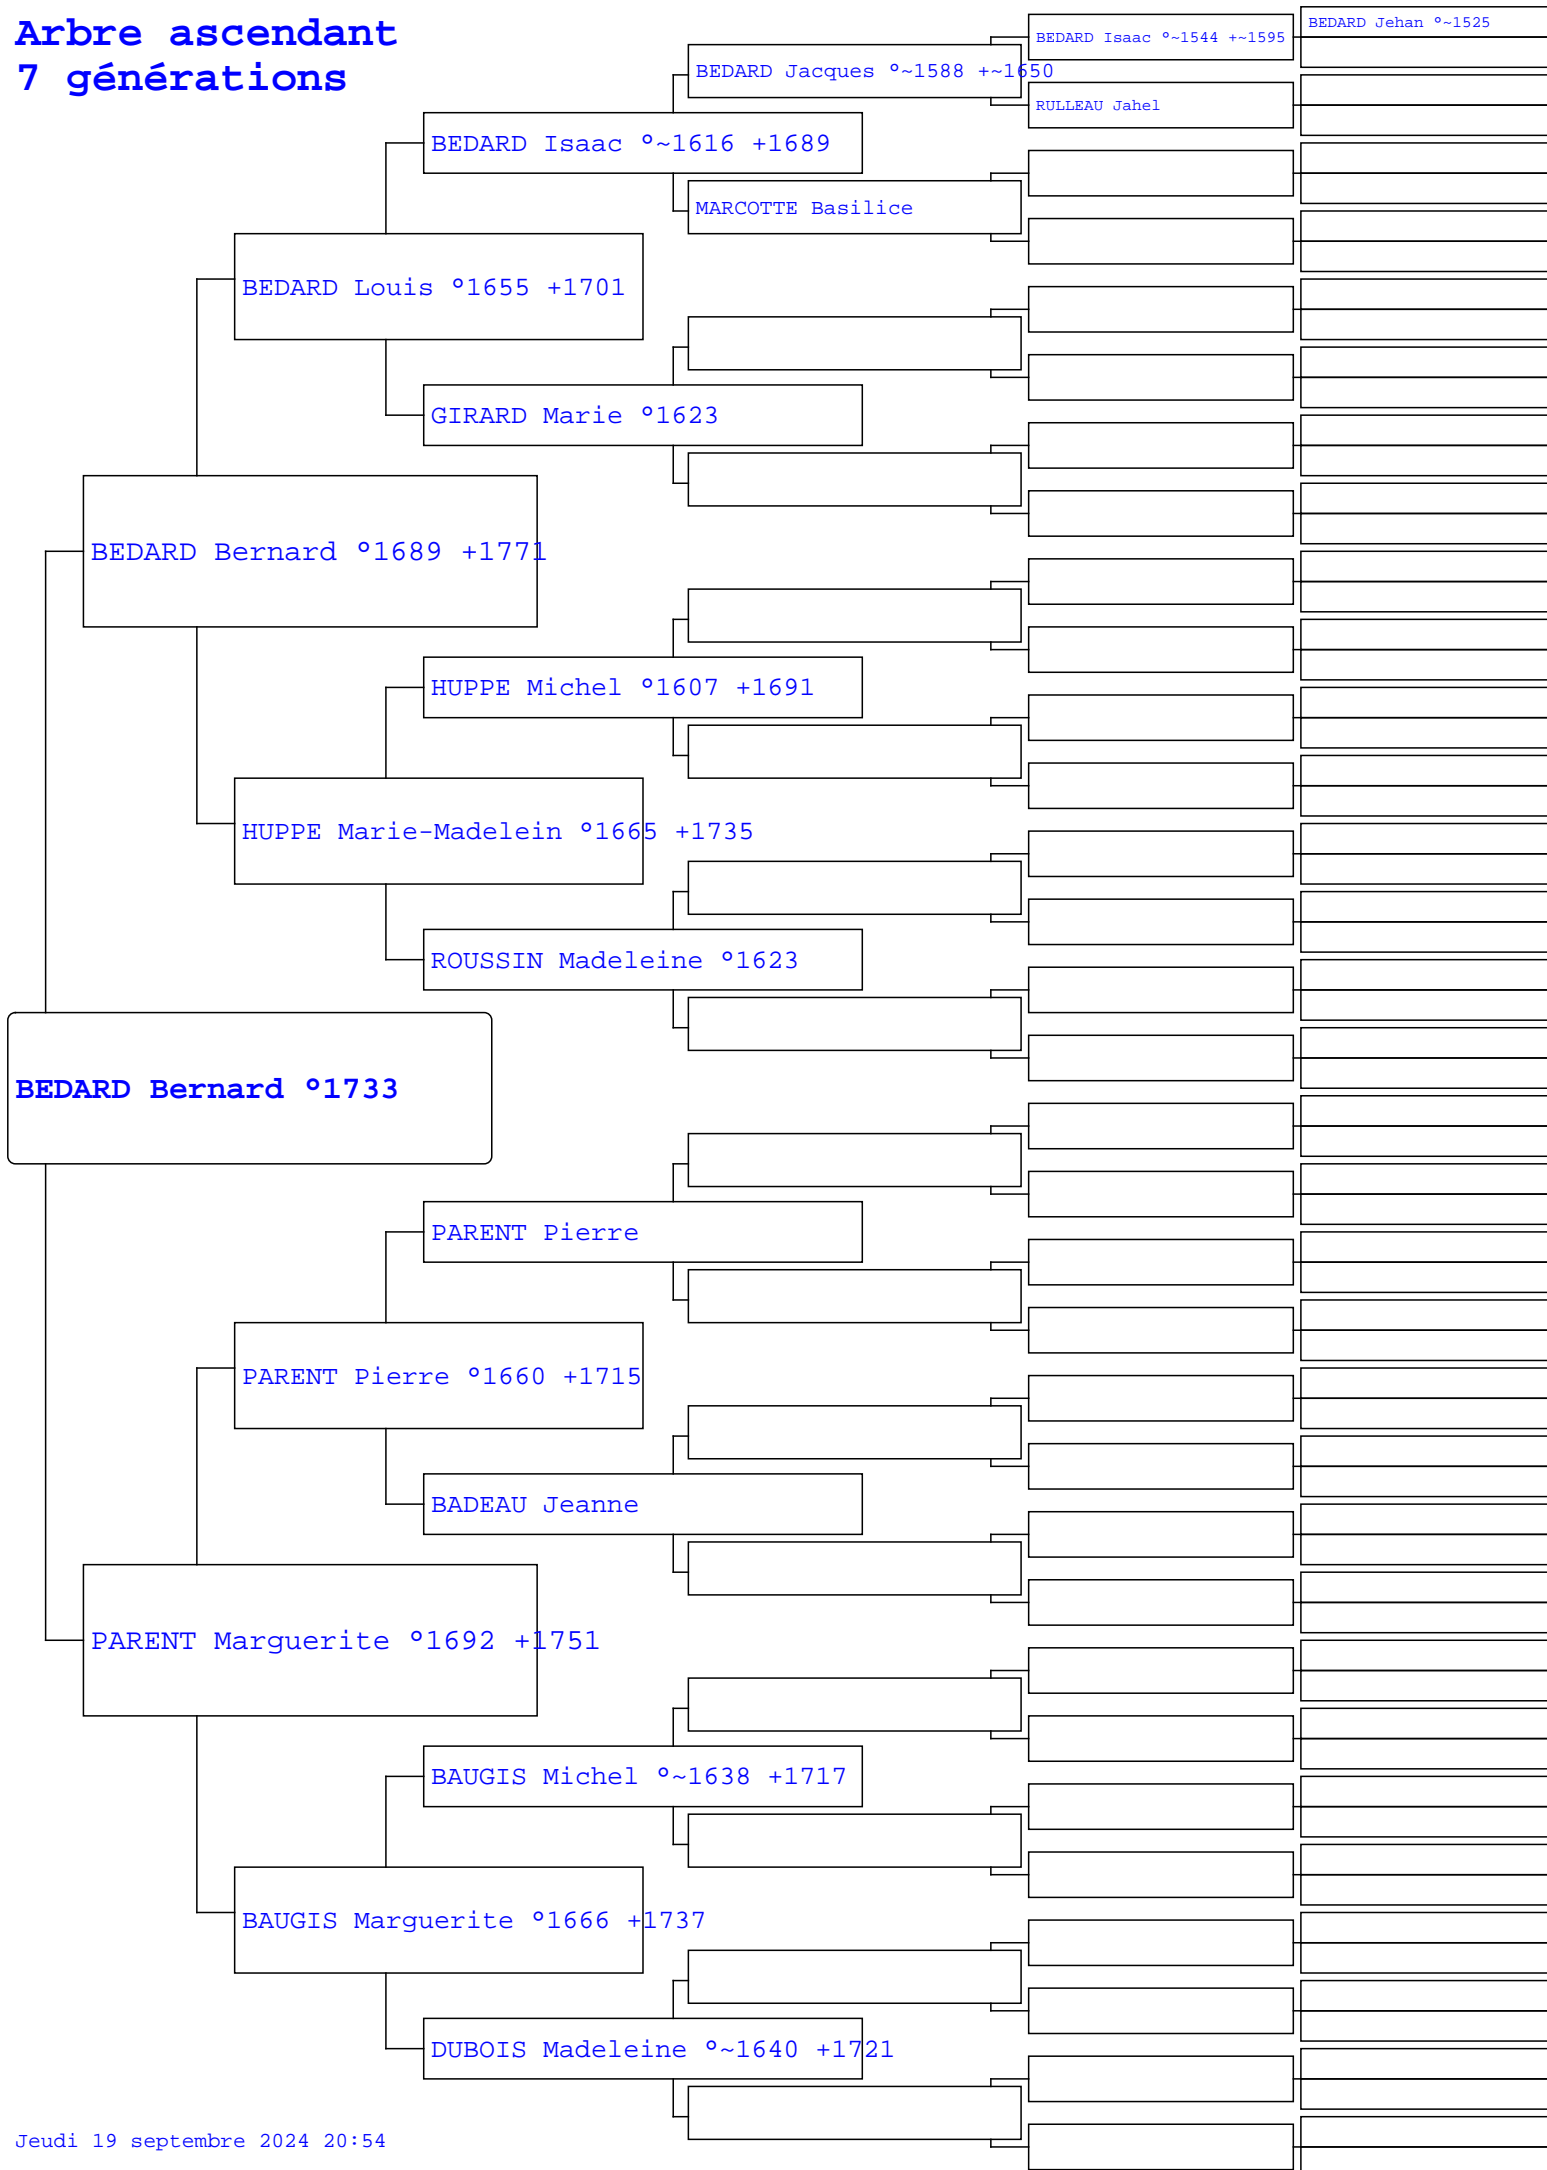 Arbre ascendant
7 générations
BEDARD Jehan °~1525
BEDARD Isaac °~1544 +~1595
BEDARD Jacques °~1588 +~1650
RULLEAU Jahel
BEDARD Isaac °~1616 +1689
MARCOTTE Basilice
BEDARD Louis °1655 +1701
GIRARD Marie °1623
BEDARD Bernard °1689 +1771
HUPPE Michel °1607 +1691
HUPPE Marie-Madelein °1665 +1735
ROUSSIN Madeleine °1623
BEDARD Bernard °1733
PARENT Pierre
PARENT Pierre °1660 +1715
BADEAU Jeanne
PARENT Marguerite °1692 +1751
BAUGIS Michel °~1638 +1717
BAUGIS Marguerite °1666 +1737
DUBOIS Madeleine °~1640 +1721
Jeudi 19 septembre 2024 20:54